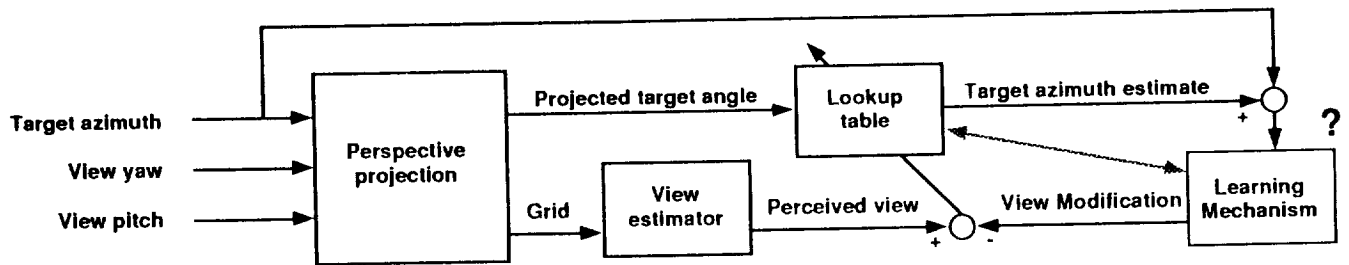 Target azimuth
View yaw
View pitch
Perspective
projection
Projected target angle
Grid
View
estimator
Perceived view
Lookup
table
Target azimuth estimate
+
?
Learning
Mechanism
View Modification
+
-